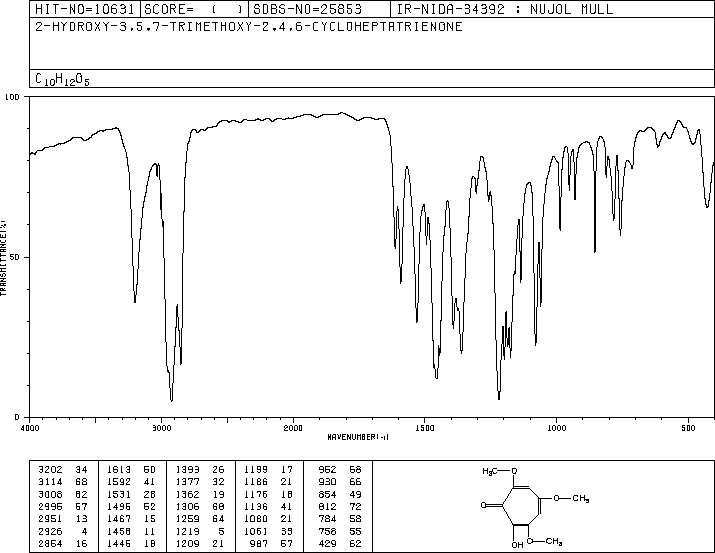 HIT-NO=10631 SCORE= ( ) SDBS-NO=25853 IR-NIDA-34392 : NUJOL MULL
2-HYDROXY-3,5,7-TRIMETHOXY-2,4,6-CYCLOHEPTATRIENONE
C10H12O5
100
TRANSMITTANCE(%)
50
0
4000 3000 2000 1500 1000 500
WAVENUMBER(-1)
3202 34 1613 50 1393 26 1199 17 952 68
3114 68 1592 41 1377 32 1186 21 930 66
3008 82 1531 28 1362 19 1176 18 854 49
2995 67 1495 52 1306 68 1136 41 812 72
2951 13 1467 15 1259 64 1080 21 784 58
2926 4 1458 11 1219 5 1061 39 758 55
2854 16 1446 18 1209 21 987 57 429 62
H3C O
O CH3
O
OH O CH3